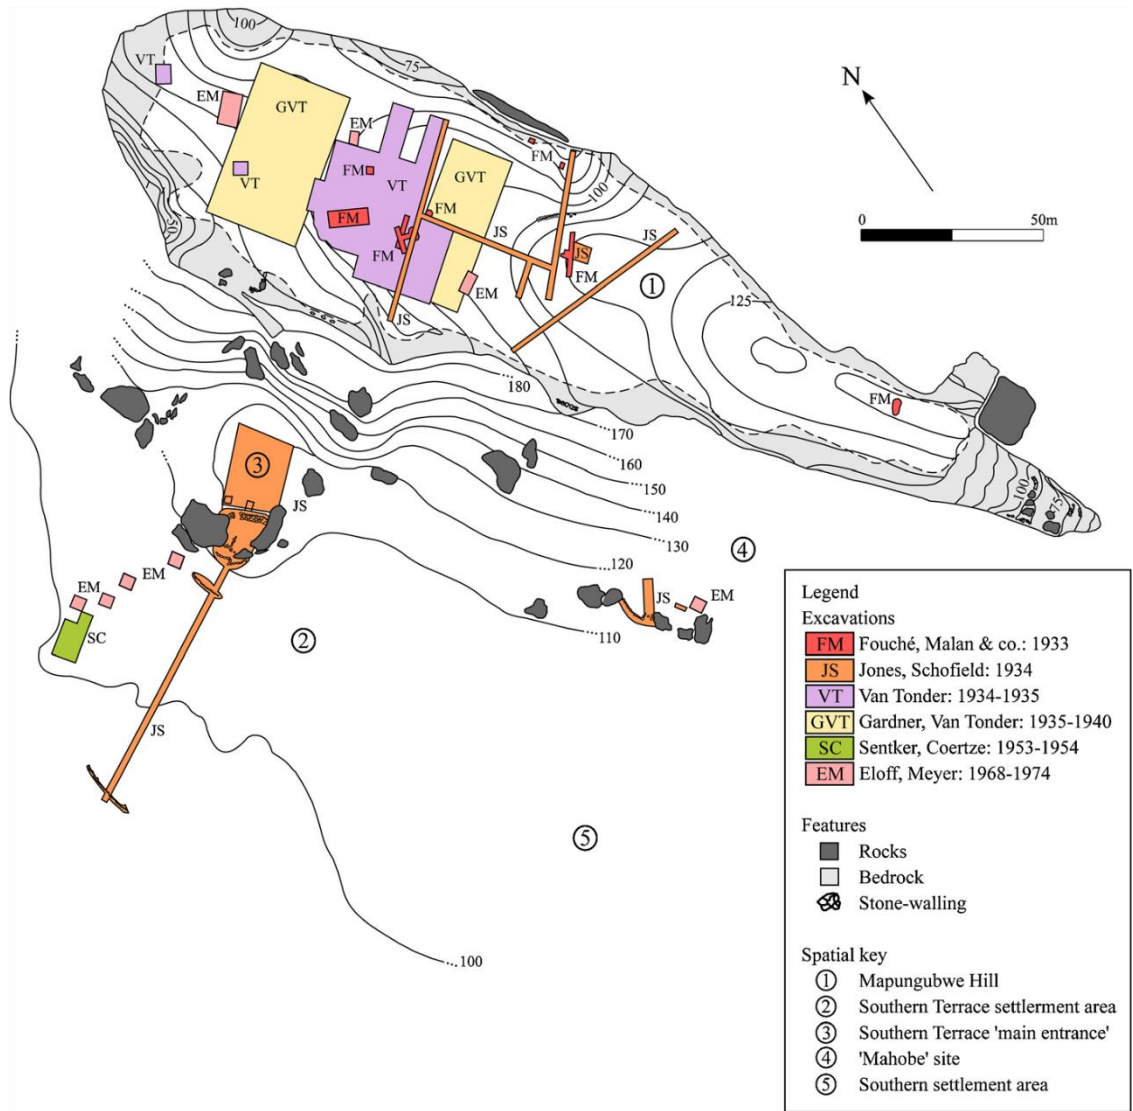 100
75
VT
EM
GVT
N
EM
FM
FM
VT
GVT
100
VT
50
0 50m
FM
FM
JS
JS
JS
FM
FM
EM
1
125
JS
180
FM
170
160
3
150
100
75
JS
140
130
4
120
EM
EM
JS
EM
110
SC
2
JS
5
100
Legend
Excavations
FM Fouché, Malan & co.: 1933
JS Jones, Schofield: 1934
VT Van Tonder: 1934-1935
GVT Gardner, Van Tonder: 1935-1940
SC Sentker, Coertze: 1953-1954
EM Eloff, Meyer: 1968-1974
Features
Rocks
Bedrock
Stone-walling
Spatial key
1 Mapungubwe Hill
2 Southern Terrace settlerment area
3 Southern Terrace 'main entrance'
4 'Mahobe' site
5 Southern settlement area